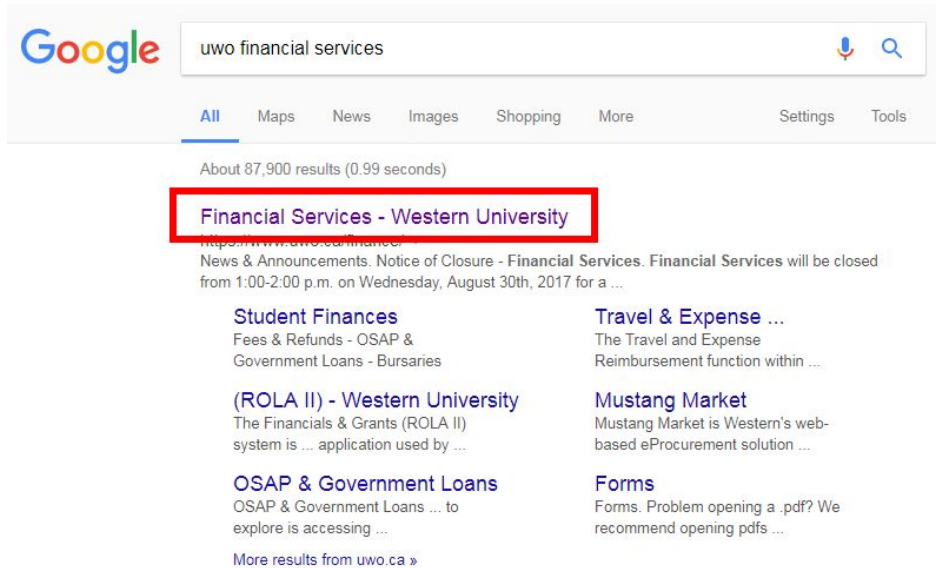 Google
uwo financial services
All Maps News Images Shopping More Settings Tools
About 87,900 results (0.99 seconds)
Financial Services - Western University
https://www.uwo.ca/finance/
News & Announcements. Notice of Closure - Financial Services. Financial Services will be closed
from 1:00-2:00 p.m. on Wednesday, August 30th, 2017 for a ...
Student Finances
Fees & Refunds - OSAP &
Government Loans - Bursaries
Travel & Expense ...
The Travel and Expense
Reimbursement function within ...
(ROLA II) - Western University
The Financials & Grants (ROLA II)
system is ... application used by ...
Mustang Market
Mustang Market is Western's web-
based eProcurement solution ...
OSAP & Government Loans
OSAP & Government Loans ... to
explore is accessing ...
Forms
Forms. Problem opening a .pdf? We
recommend opening pdfs ...
More results from uwo.ca »